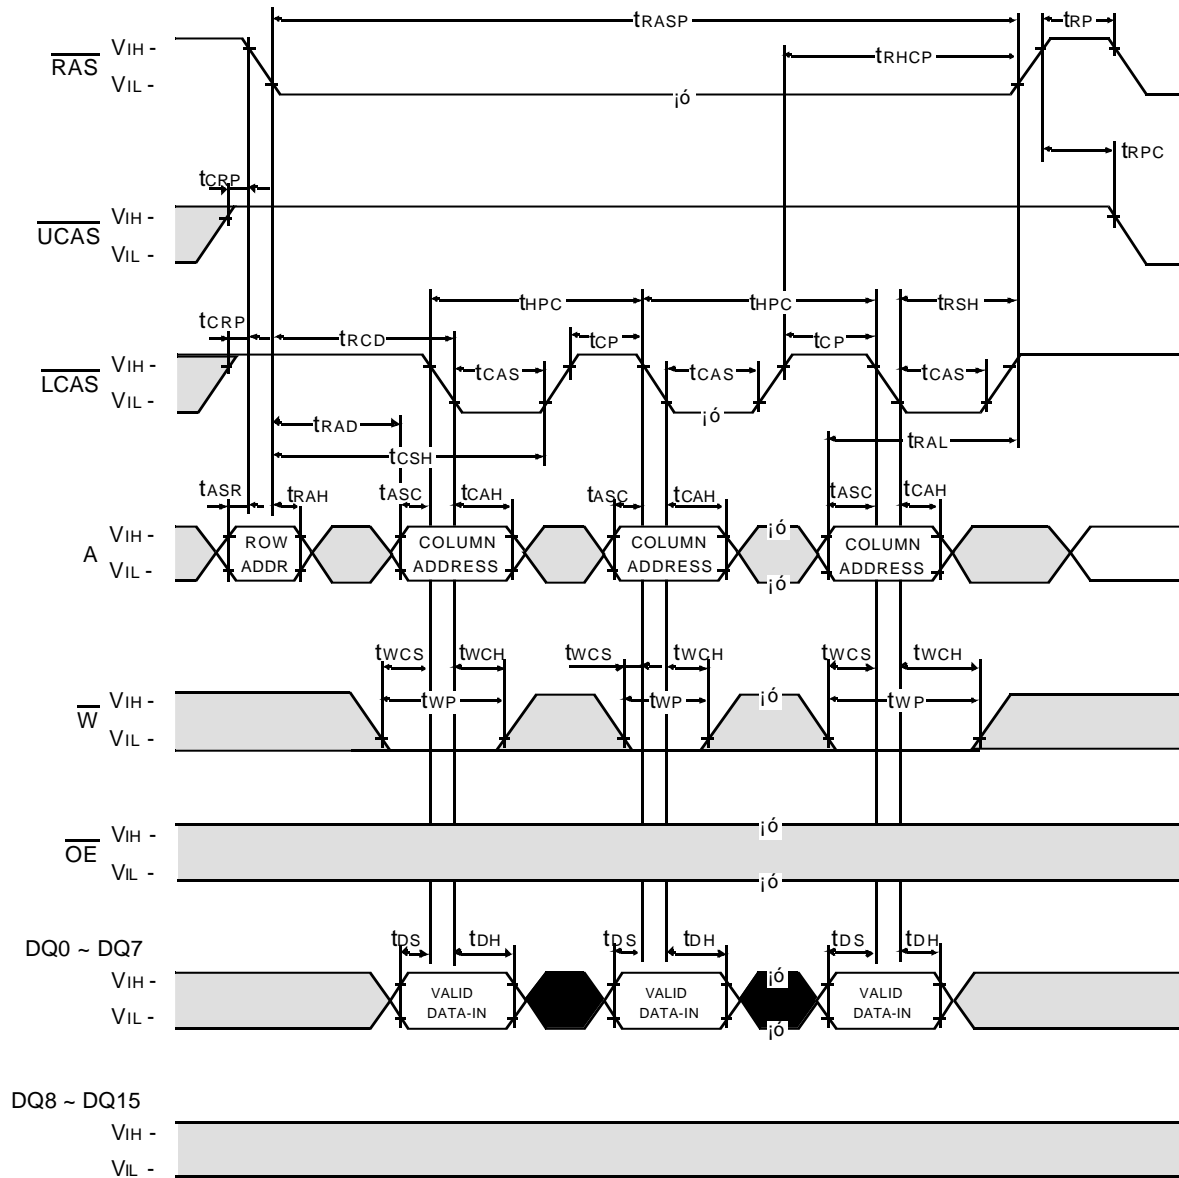 tRASP
tRP
RAS
VIH -
VIL -
tRHCP
¡ó
tRPC
tCRP
UCAS
VIH -
VIL -
tHPC
tHPC
tRSH
tCRP
tRCD
tCP
tCP
LCAS
VIH -
VIL -
tCAS
tCAS
tCAS
¡ó
tRAD
tRAL
tCSH
tASR
tRAH
tASC
tCAH
tASC
tCAH
tASC
tCAH
A
VIH -
VIL -
ROW
ADDR
COLUMN
ADDRESS
COLUMN
ADDRESS
¡ó
¡ó
COLUMN
ADDRESS
tWCS
tWCH
tWCS
tWCH
tWCS
tWCH
W
VIH -
VIL -
tWP
tWP
¡ó
tWP
OE
VIH -
VIL -
¡ó
¡ó
DQ0 ~ DQ7
tDS
tDH
tDS
tDH
tDS
tDH
VIH -
VIL -
VALID
DATA-IN
VALID
DATA-IN
¡ó
¡ó
VALID
DATA-IN
DQ8 ~ DQ15
VIH -
VIL -